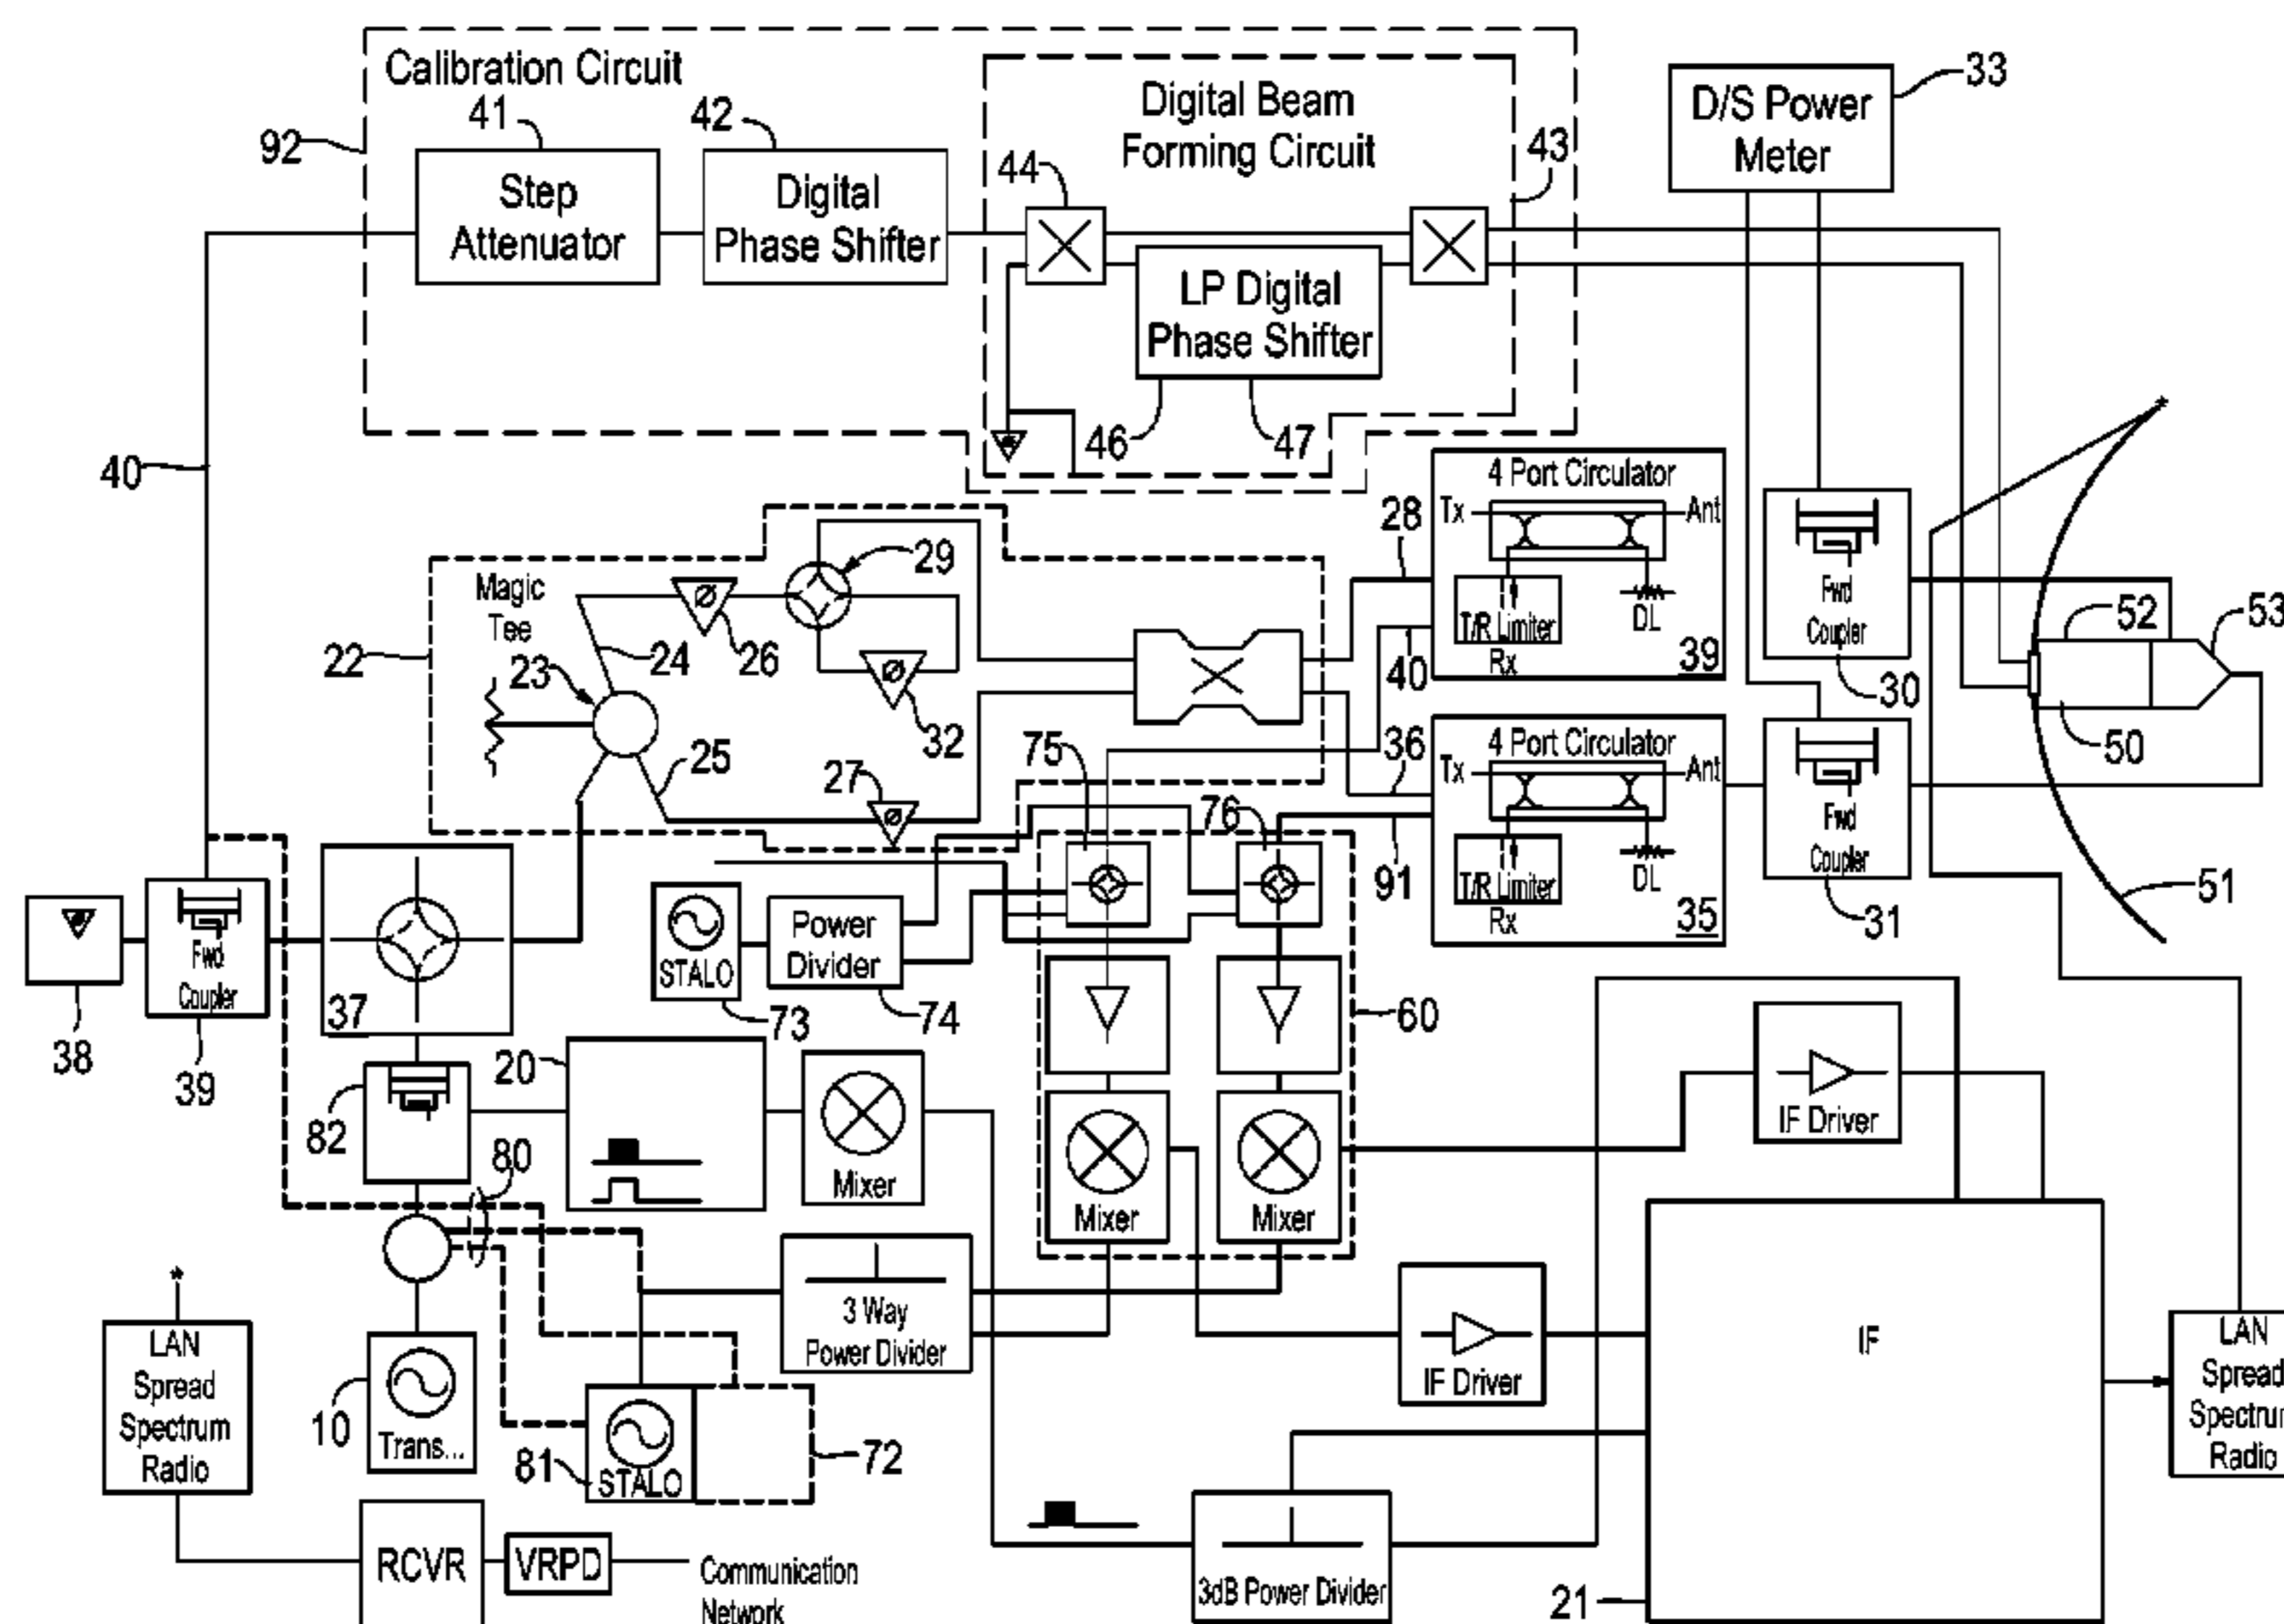 Calibration Circuit
41
42
92
Step
Attenuator
Digital
Phase Shifter
Digital Beam
Forming Circuit
44
43
LP Digital
Phase Shifter
46
47
D/S Power
Meter
33
40
22
Magic
Tee
23
24
25
26
27
29
32
28
40
36
91
4 Port Circulator
Tx
Ant
T/R Limiter
Rx
DL
39
4 Port Circulator
Tx
Ant
T/R Limiter
Rx
DL
35
Fwd
Coupler
30
Fwd
Coupler
31
52
53
50
51
75
76
38
Fwd
Coupler
39
37
82
20
STALO
73
Power
Divider
74
60
Mixer
Mixer
Mixer
80
IF Driver
IF Driver
3 Way
Power Divider
LAN
Spread
Spectrum
Radio
10
Trans...
81
STALO
72
RCVR
VRPD
Communication
Network
3dB Power Divider
IF
21
LAN
Spread
Spectrum
Radio